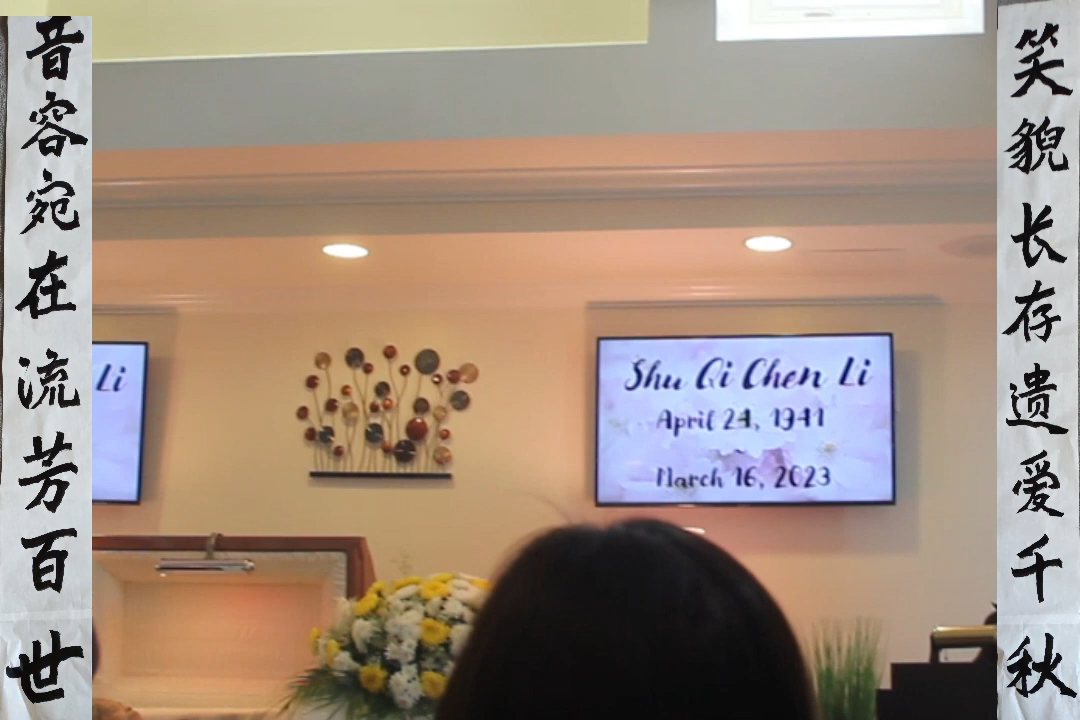 音容宛在流芳百世
笑貌长存遗爱千秋
Li
Shu Qi Chen Li
April 24, 1941
March 16, 2023